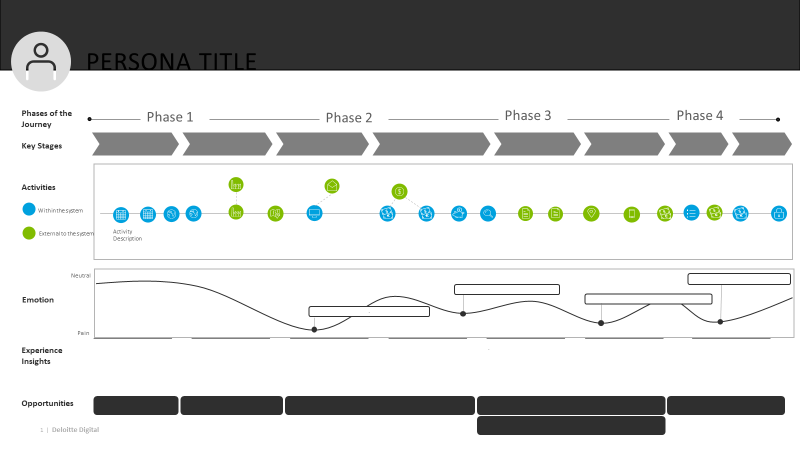 PERSONA TITLE
Phases of the
Journey
Phase 1
Phase 2
Phase 3
Phase 4
Key Stages
Activities
Within the system
External to the system
Activity
Description
Neutral
Emotion
Pain
Experience
Insights
Opportunities
1 | Deloitte Digital